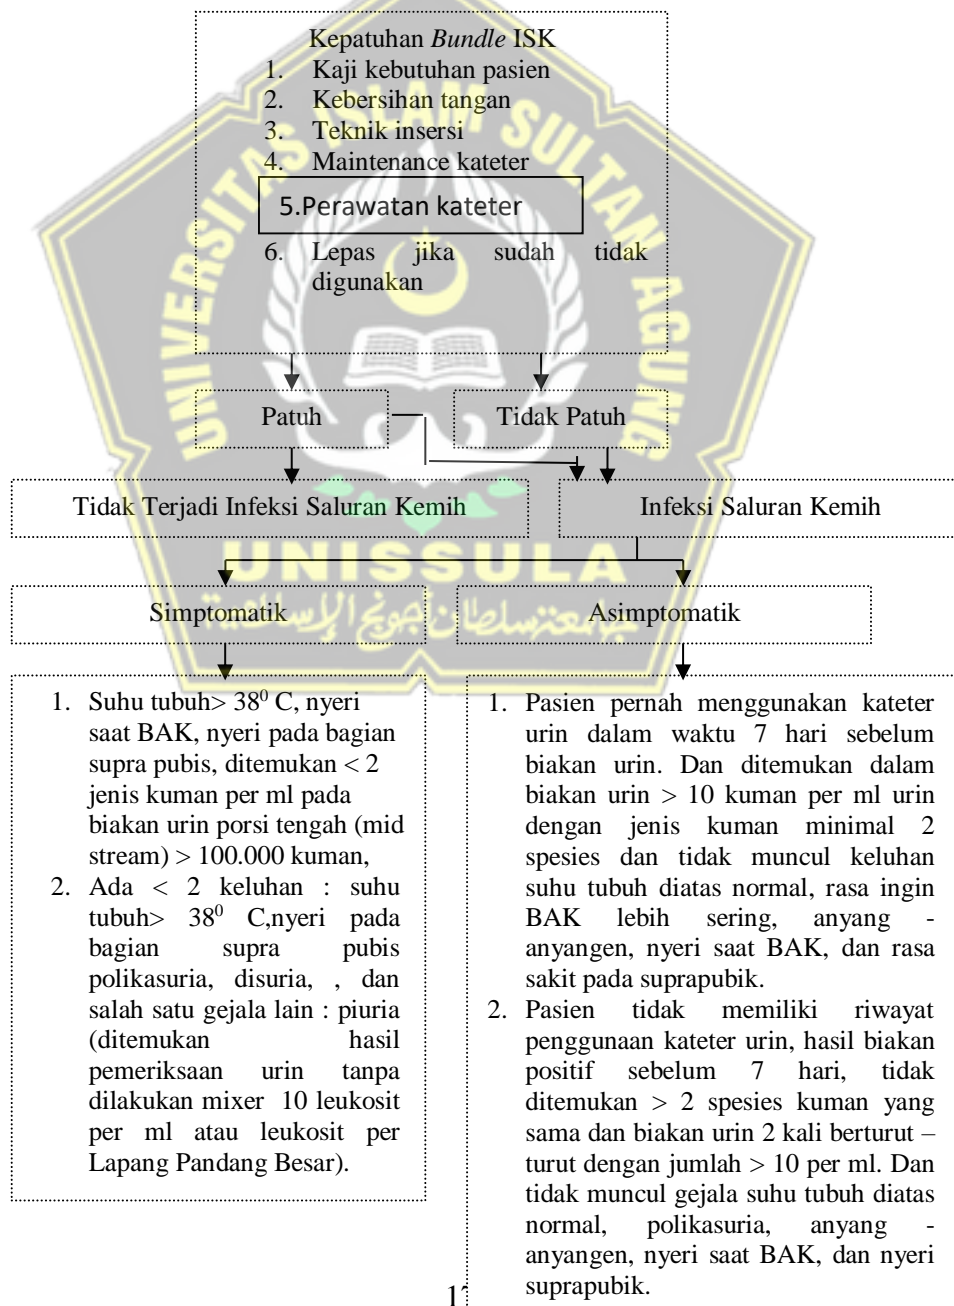 Kepatuhan Bundle ISK
1. Kaji kebutuhan pasien
2. Kebersihan tangan
3. Teknik insersi
4. Maintenance kateter
5.Perawatan kateter
6. Lepas jika sudah tidak
digunakan
Patuh
Tidak Patuh
Tidak Terjadi Infeksi Saluran Kemih
Infeksi Saluran Kemih
Simptomatik
Asimptomatik
1. Suhu tubuh> 38⁰ C, nyeri
saat BAK, nyeri pada bagian
supra pubis, ditemukan < 2
jenis kuman per ml pada
biakan urin porsi tengah (mid
stream) > 100.000 kuman,
2. Ada < 2 keluhan : suhu
tubuh> 38⁰ C,nyeri pada
bagian supra pubis
polikasuria, disuria, , dan
salah satu gejala lain : piuria
(ditemukan hasil
pemeriksaan urin tanpa
dilakukan mixer 10 leukosit
per ml atau leukosit per
Lapang Pandang Besar).
1. Pasien pernah menggunakan kateter
urin dalam waktu 7 hari sebelum
biakan urin. Dan ditemukan dalam
biakan urin > 10 kuman per ml urin
dengan jenis kuman minimal 2
spesies dan tidak muncul keluhan
suhu tubuh diatas normal, rasa ingin
BAK lebih sering, anyang -
anyangen, nyeri saat BAK, dan rasa
sakit pada suprapubik.
2. Pasien tidak memiliki riwayat
penggunaan kateter urin, hasil biakan
positif sebelum 7 hari, tidak
ditemukan > 2 spesies kuman yang
sama dan biakan urin 2 kali berturut –
turut dengan jumlah > 10 per ml. Dan
tidak muncul gejala suhu tubuh diatas
normal, polikasuria, anyang -
anyangen, nyeri saat BAK, dan nyeri
suprapubik.
UNIVERSITAS ISLAM SULTAN AGUNG
UNISSULA
جامعتسلطان أجونج الإسلامية